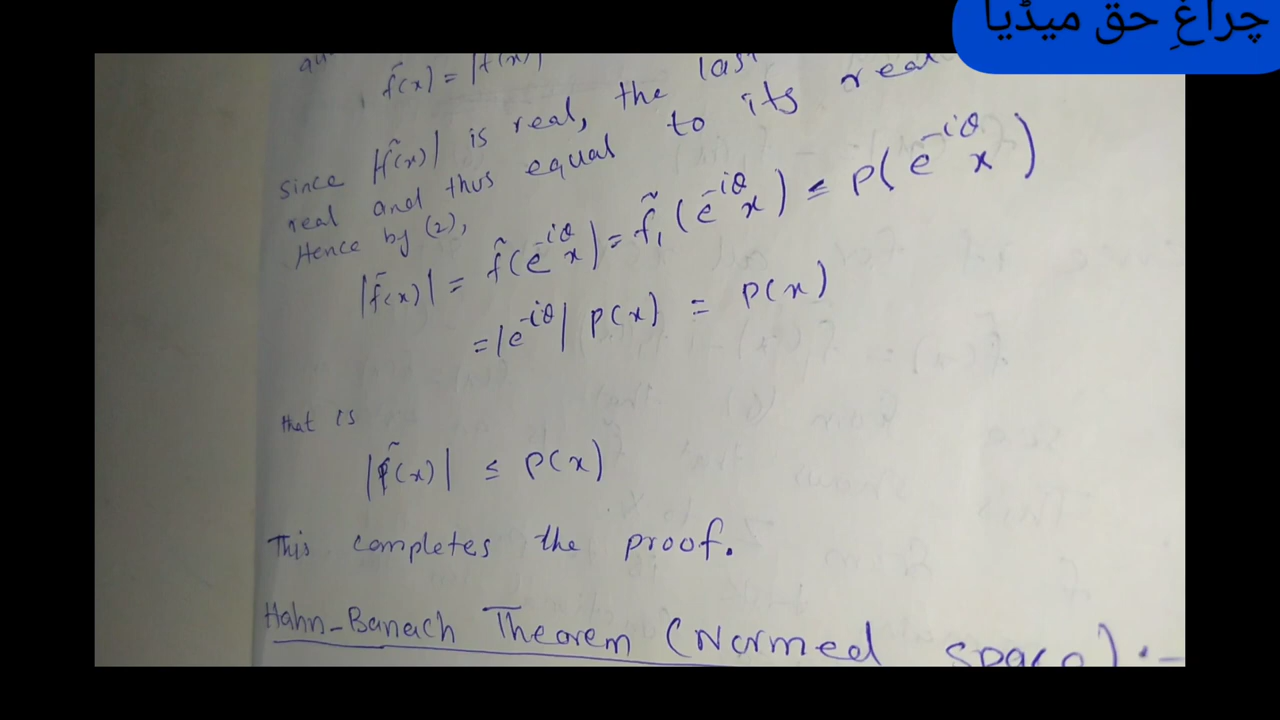 چراغِ حق میڈیا
f̃(x) = |f̃(x)|
Since |f̃(x)| is real, the last
real and thus equal to its real
Hence by (2),
|f̃(x)| = f̃(e^{-iθ}x) = f̃₁(e^{-iθ}x) ≤ p(e^{-iθ}x)
= |e^{-iθ}| p(x) = p(x)
that is
|f̃(x)| ≤ p(x)
This completes the proof.
Hahn-Banach Theorem (Normed space) :-